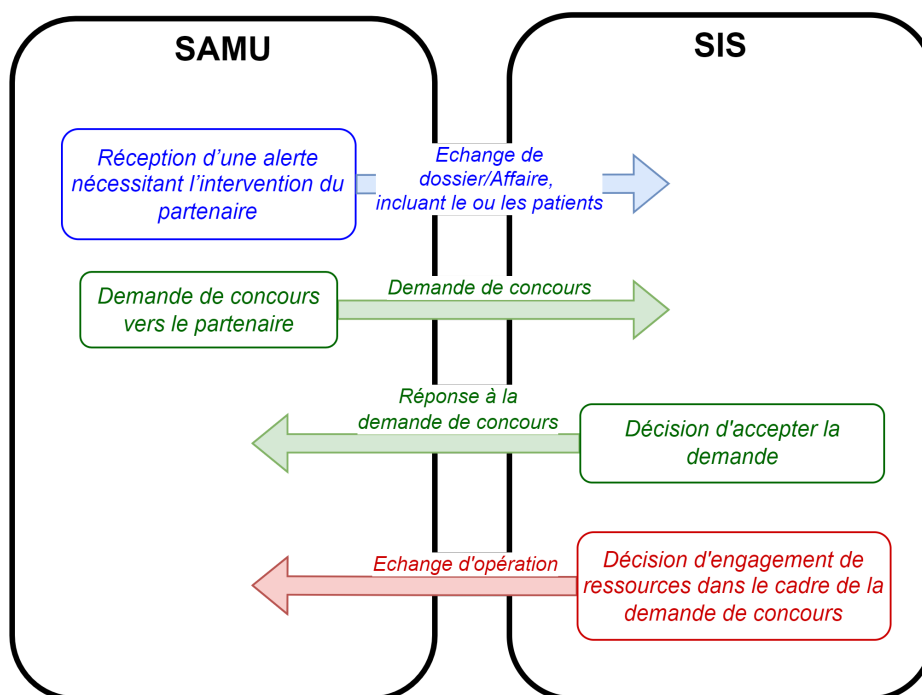 SAMU
SIS
Réception d'une alerte
nécessitant l'intervention du
partenaire
Echange de
dossier/Affaire,
incluant le ou les patients
Demande de concours
vers le partenaire
Demande de concours
Réponse à la
demande de concours
Décision d'accepter la
demande
Echange d'opération
Décision d'engagement de
ressources dans le cadre de la
demande de concours